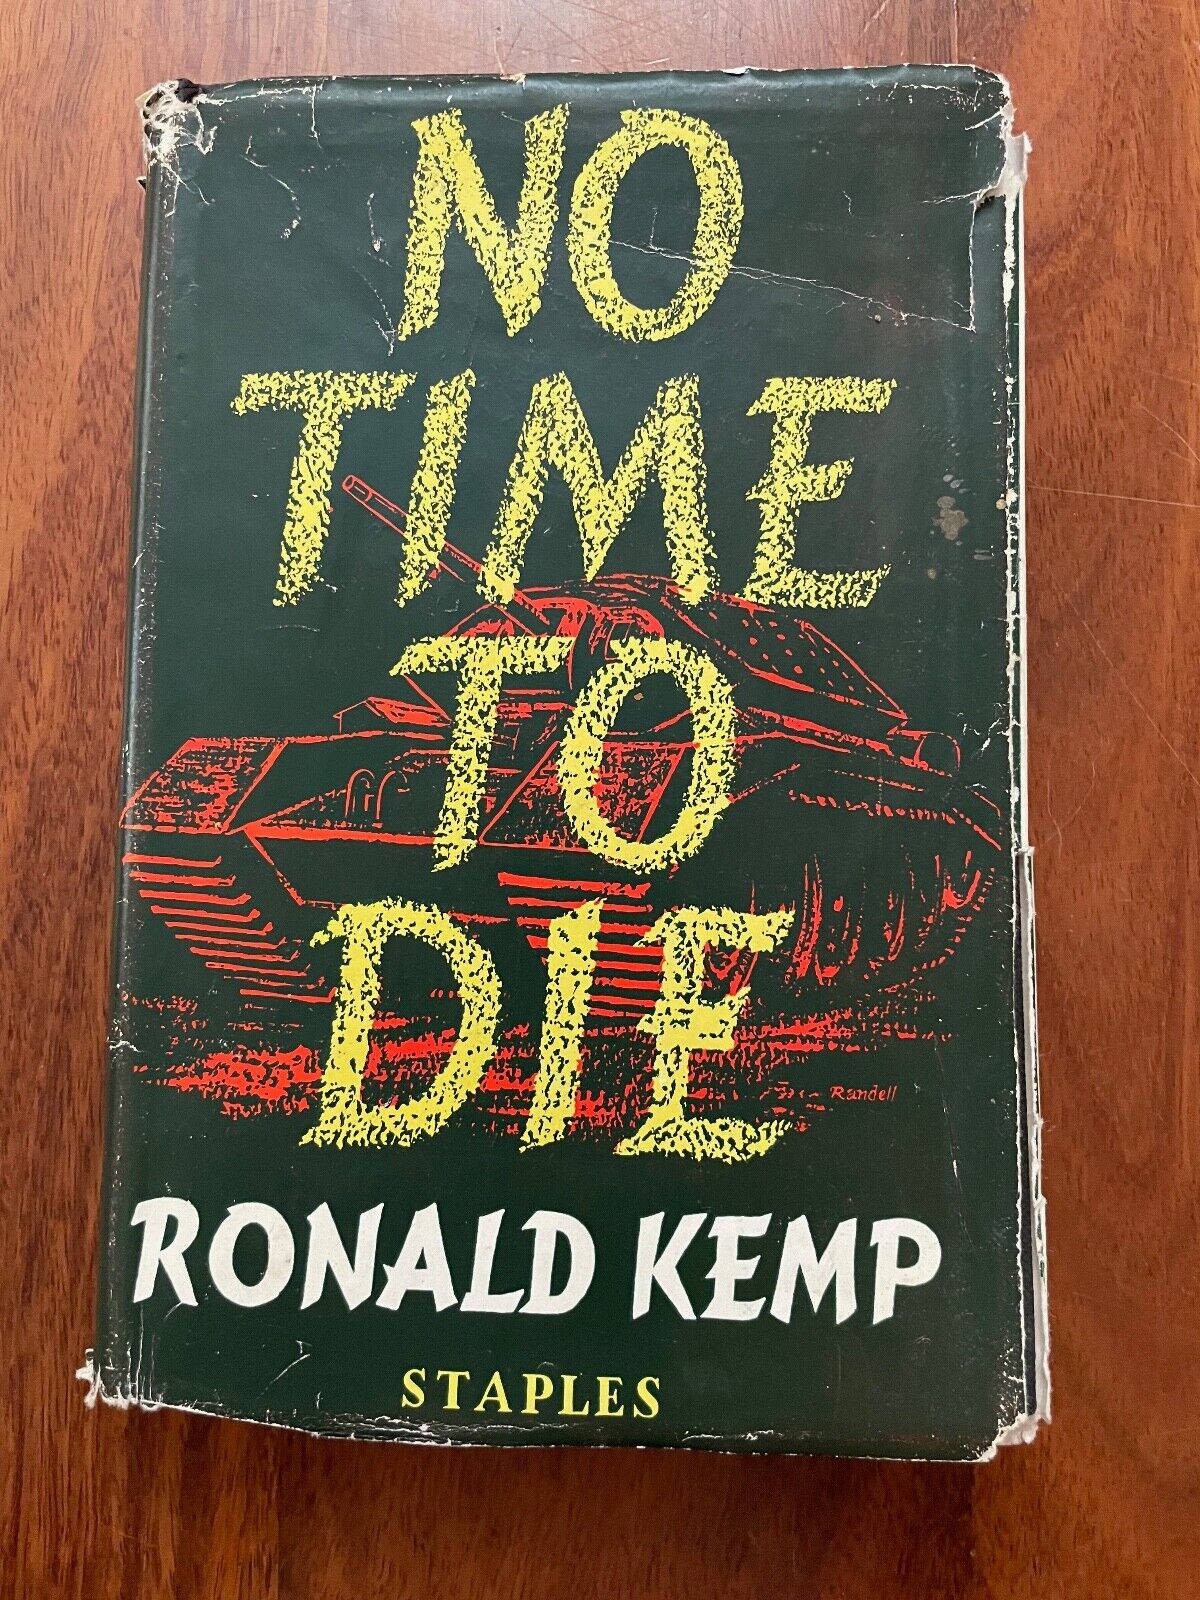 NO
TIME
TO
DIE
Randell
RONALD KEMP
STAPLES